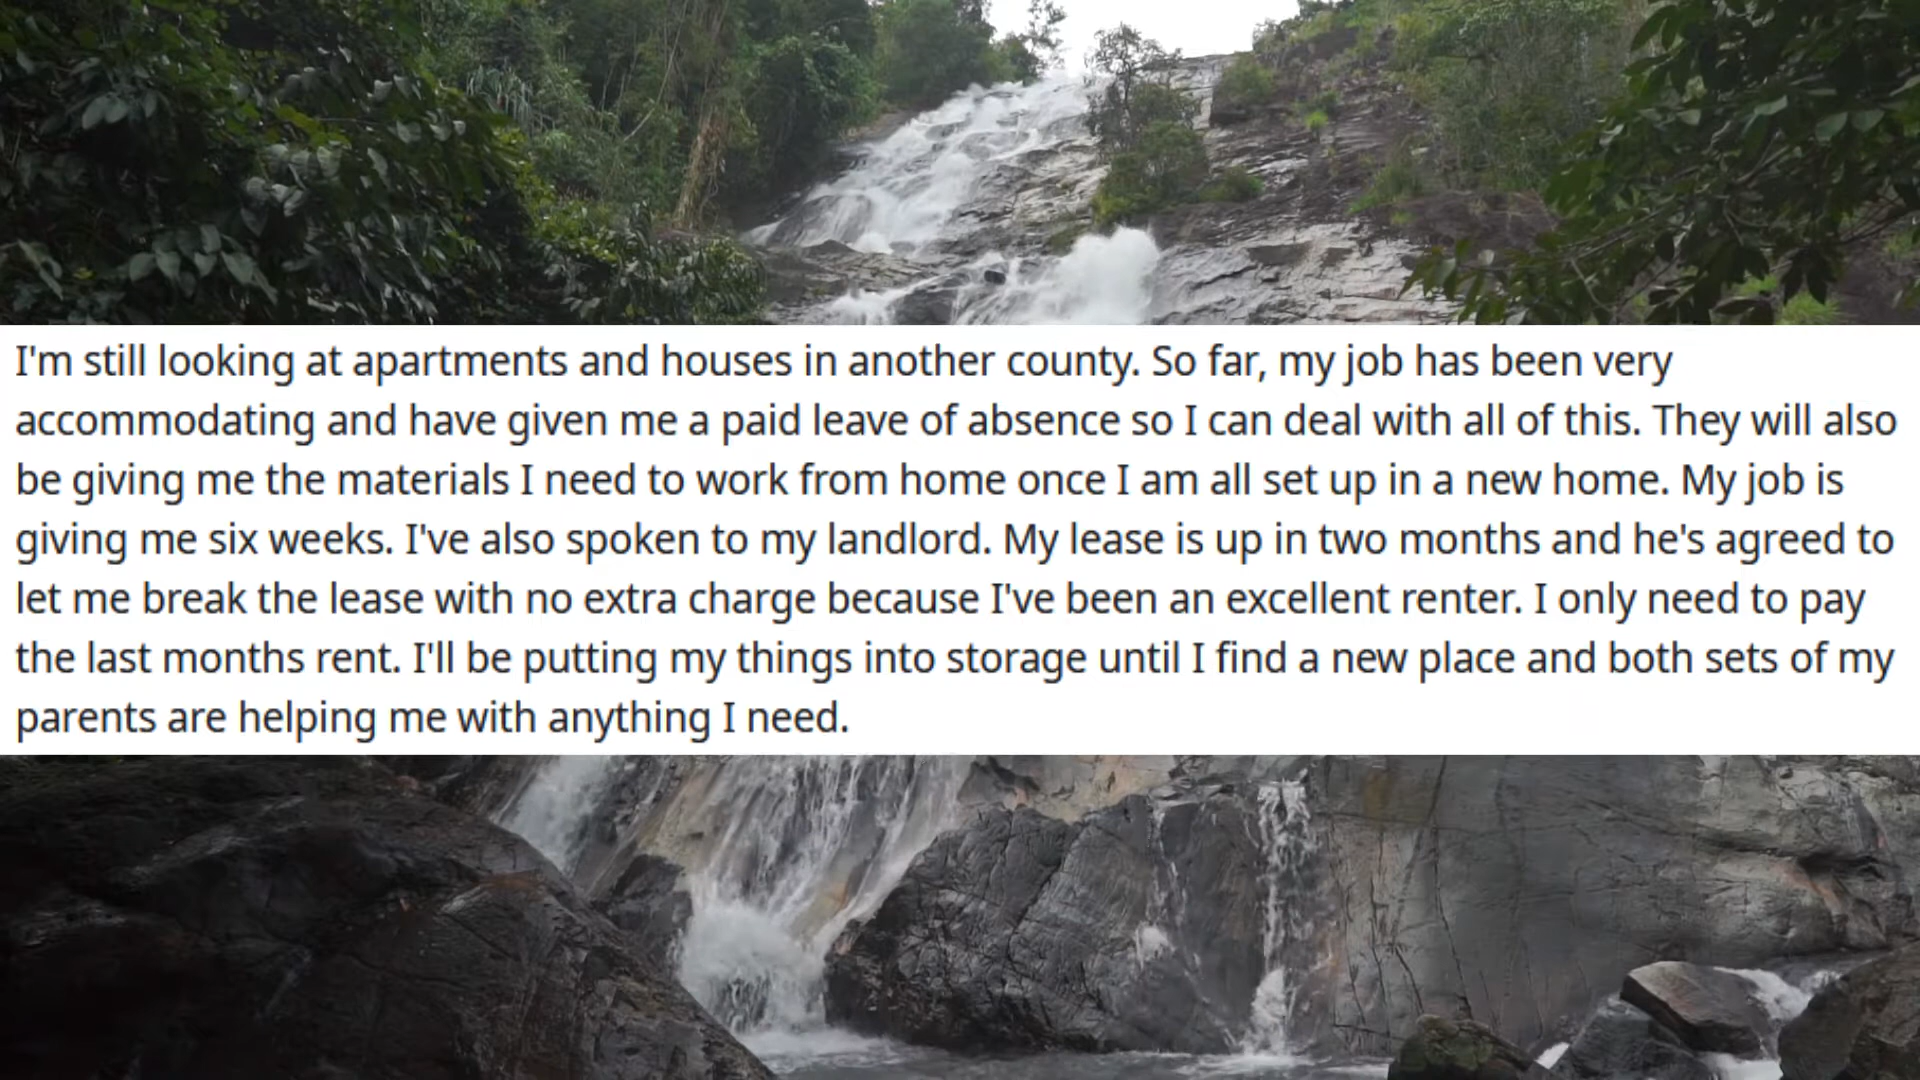 I'm still looking at apartments and houses in another county. So far, my job has been very
accommodating and have given me a paid leave of absence so I can deal with all of this. They will also
be giving me the materials I need to work from home once I am all set up in a new home. My job is
giving me six weeks. I've also spoken to my landlord. My lease is up in two months and he's agreed to
let me break the lease with no extra charge because I've been an excellent renter. I only need to pay
the last months rent. I'll be putting my things into storage until I find a new place and both sets of my
parents are helping me with anything I need.